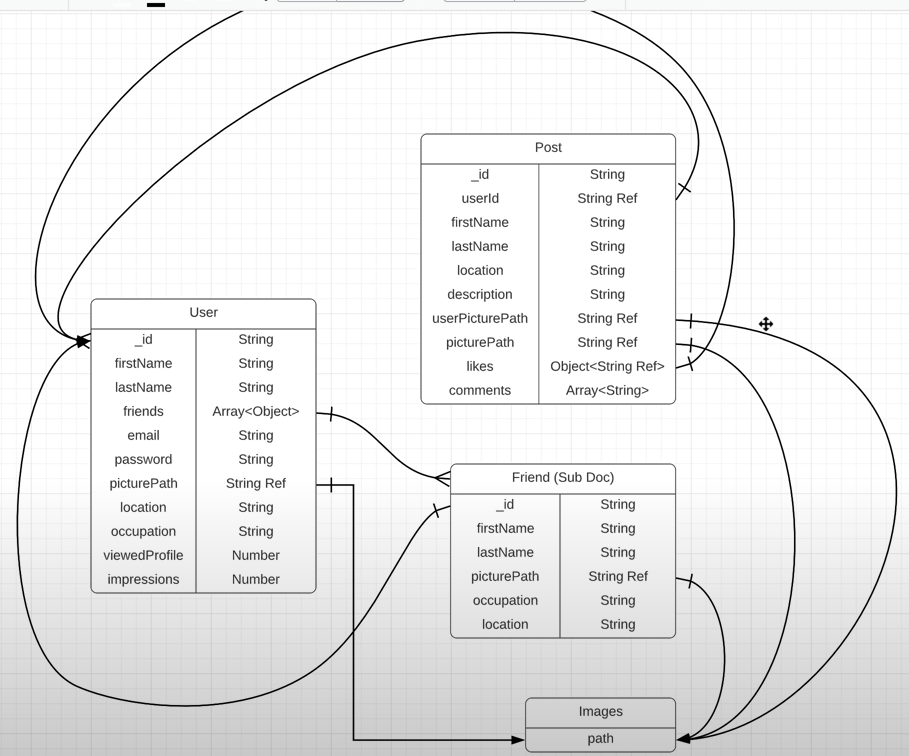 Post
_id String
userId String Ref
firstName String
lastName String
location String
description String
userPicturePath String Ref
picturePath String Ref
likes Object<String Ref>
comments Array<String>
User
_id String
firstName String
lastName String
friends Array<Object>
email String
password String
picturePath String Ref
location String
occupation String
viewedProfile Number
impressions Number
Friend (Sub Doc)
_id String
firstName String
lastName String
picturePath String Ref
occupation String
location String
Images
path